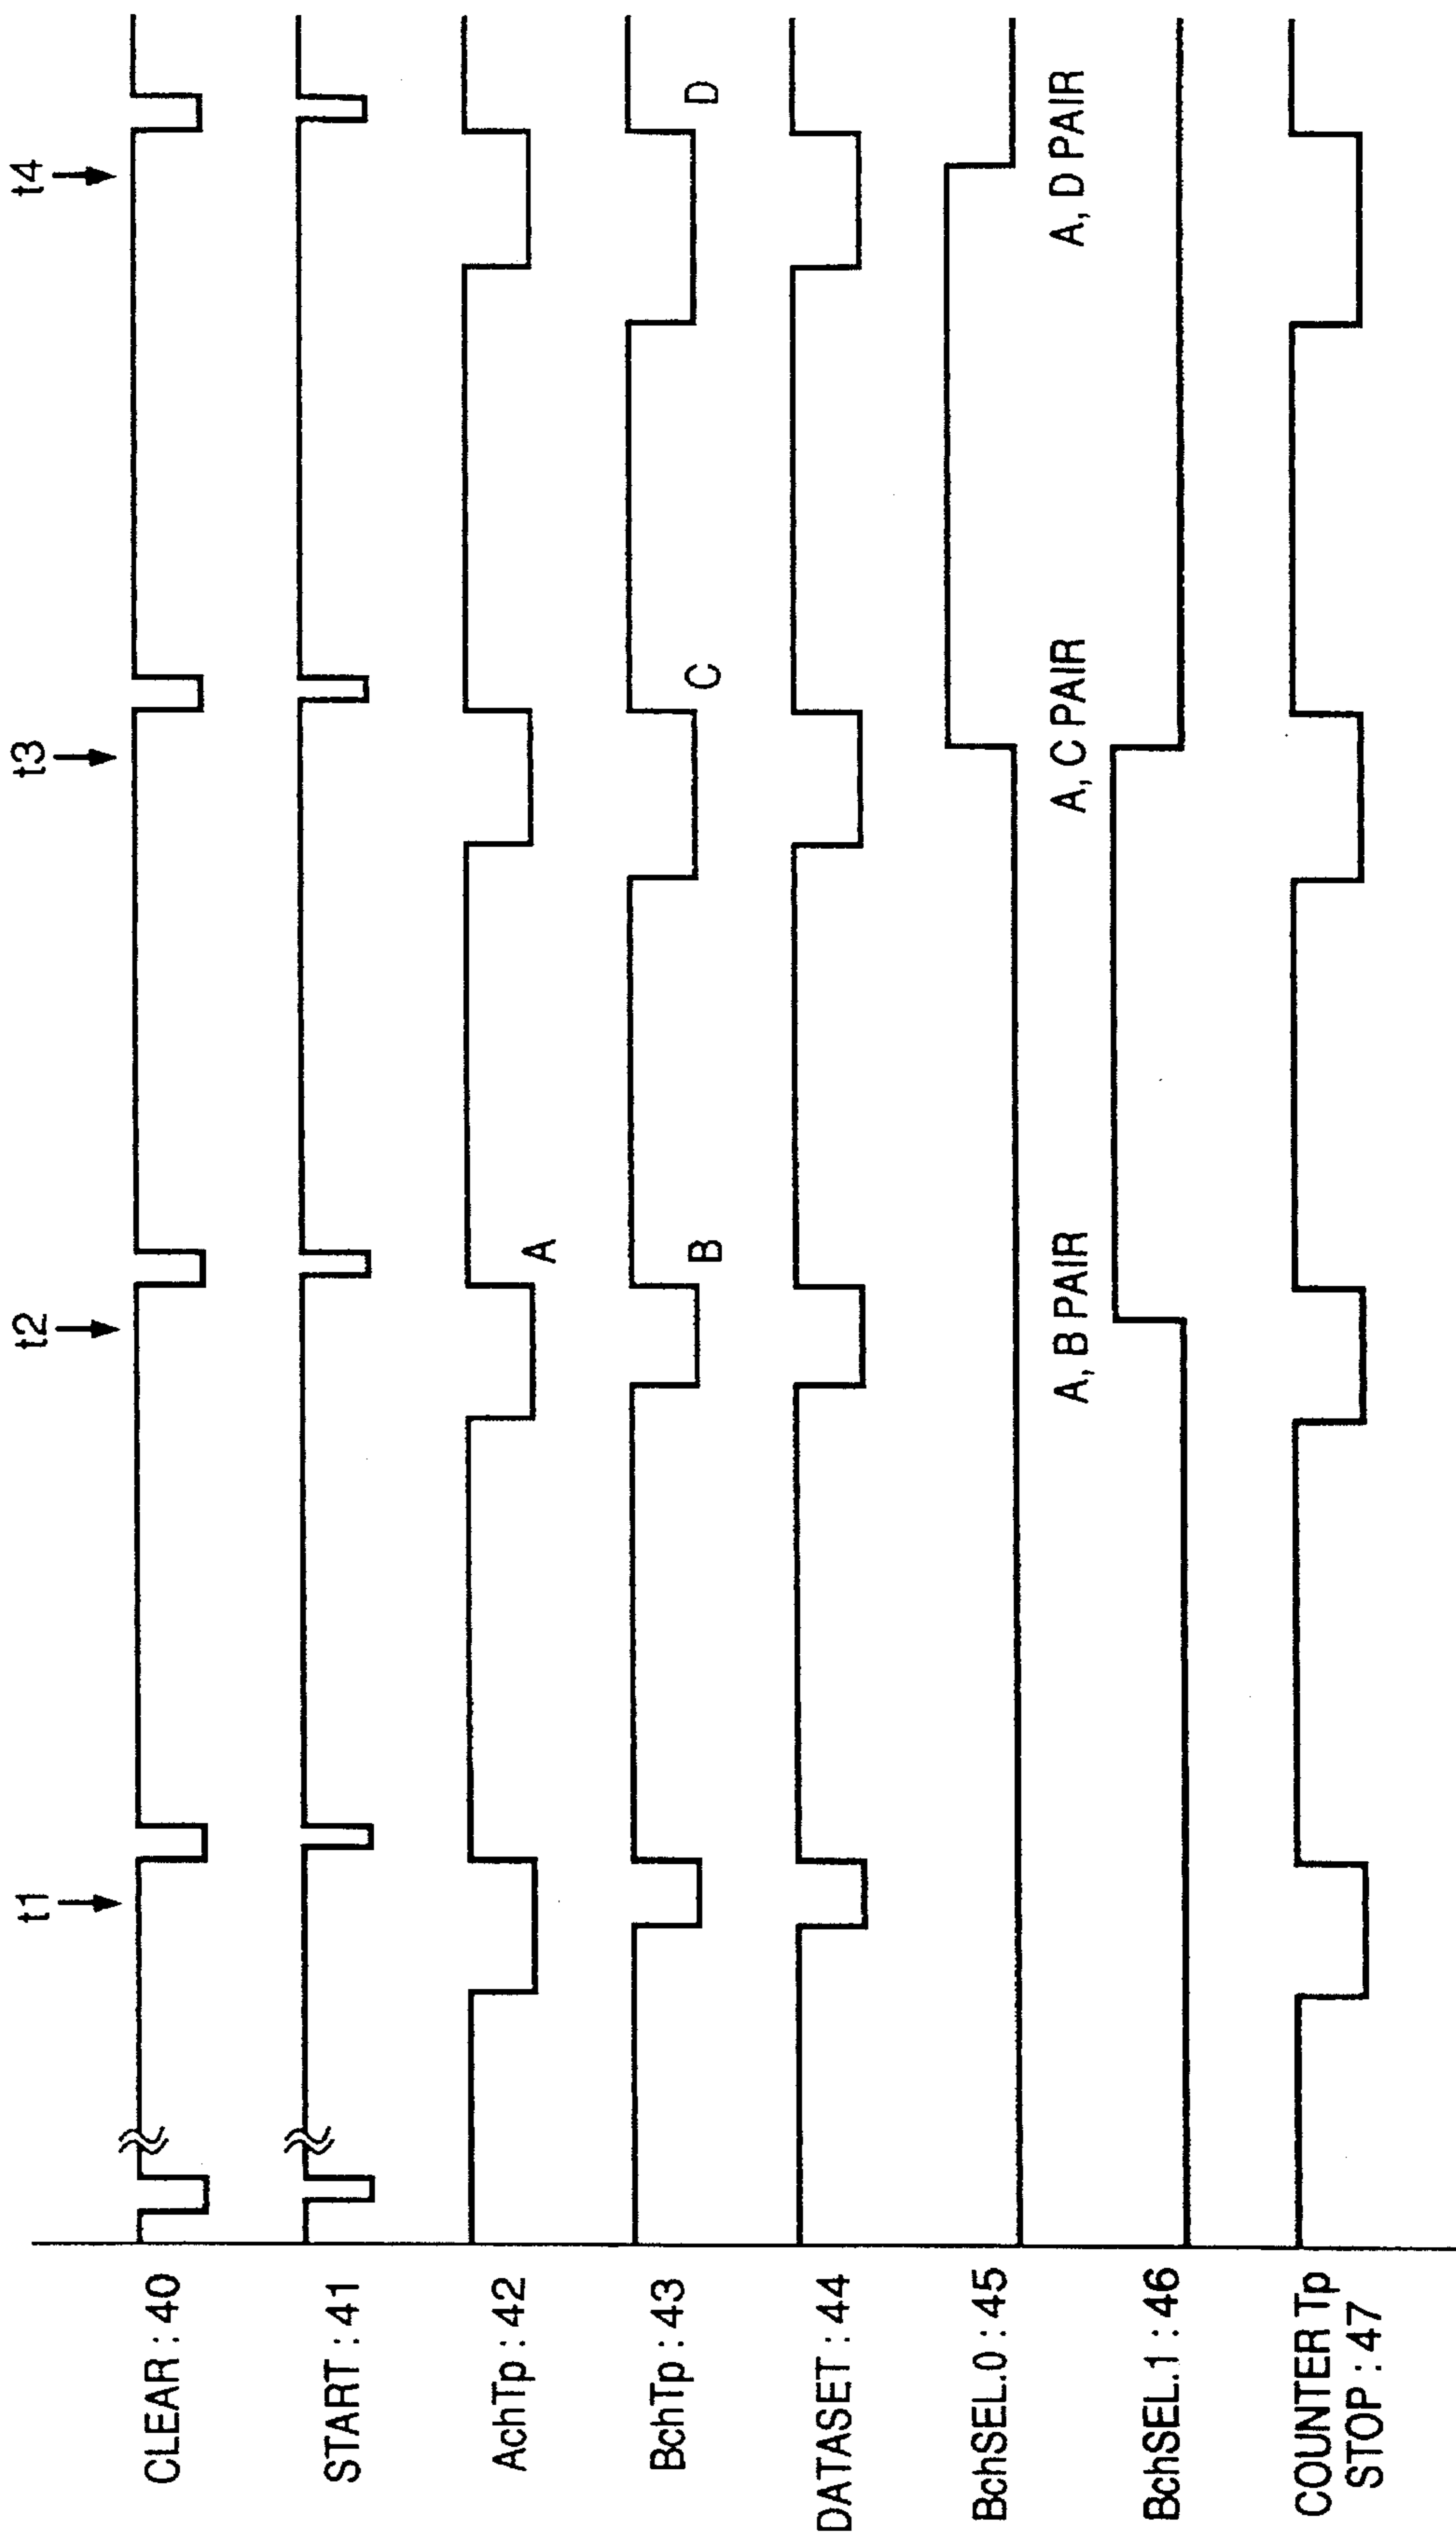 t1 t2 t3 t4
CLEAR : 40
START : 41
AchTp : 42
A
BchTp : 43
B C D
DATASET : 44
BchSEL.0 : 45
A, B PAIR A, C PAIR A, D PAIR
BchSEL.1 : 46
COUNTER Tp
STOP : 47